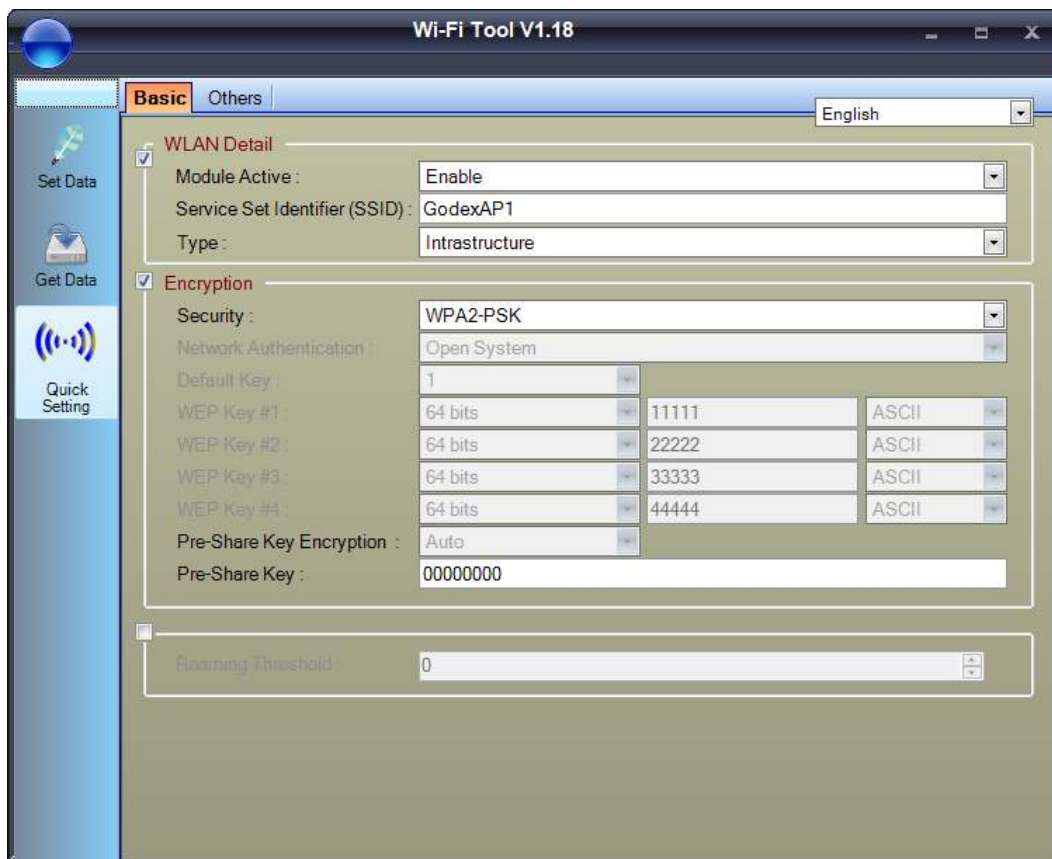 Wi-Fi Tool V1.18
Basic Others
English
Set Data
Get Data
Quick
Setting
WLAN Detail
Module Active : Enable
Service Set Identifier (SSID) : GodexAP1
Type : Intrastructure
Encryption
Security : WPA2-PSK
Network Authentication : Open System
Default Key : 1
WEP Key #1 : 64 bits 11111 ASCII
WEP Key #2 : 64 bits 22222 ASCII
WEP Key #3 : 64 bits 33333 ASCII
WEP Key #4 : 64 bits 44444 ASCII
Pre-Share Key Encryption : Auto
Pre-Share Key : 00000000
Roaming Threshold 0